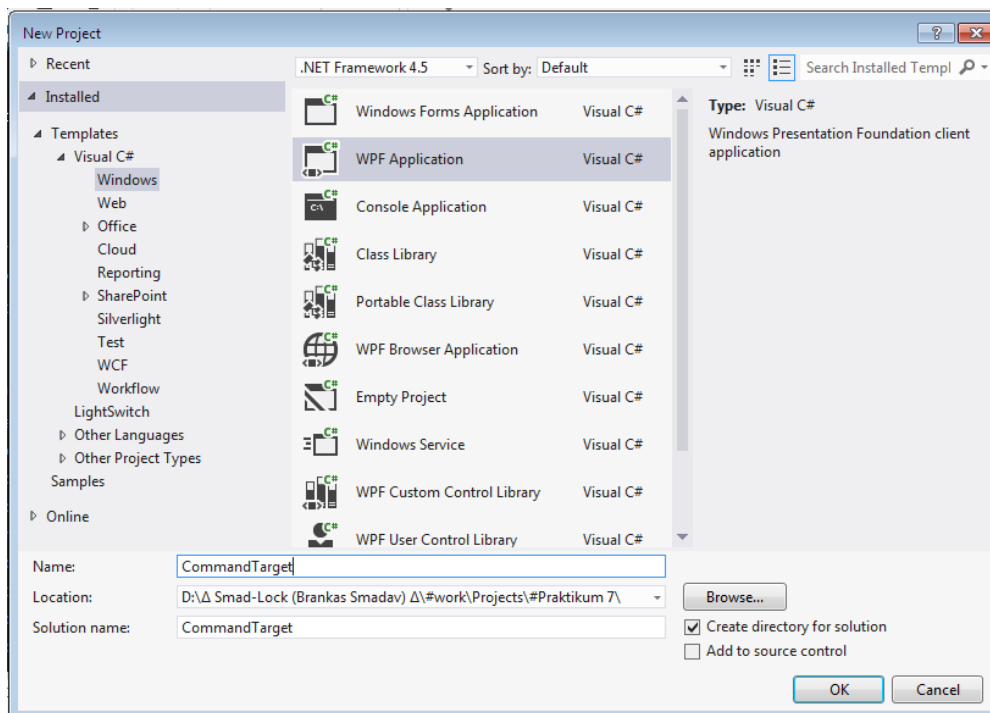 New Project
Recent
.NET Framework 4.5
Sort by: Default
Search Installed Templ
Installed
Templates
Visual C#
Windows
Web
Office
Cloud
Reporting
SharePoint
Silverlight
Test
WCF
Workflow
LightSwitch
Other Languages
Other Project Types
Samples
Online
Windows Forms Application Visual C#
WPF Application Visual C#
Console Application Visual C#
Class Library Visual C#
Portable Class Library Visual C#
WPF Browser Application Visual C#
Empty Project Visual C#
Windows Service Visual C#
WPF Custom Control Library Visual C#
WPF User Control Library Visual C#
Type: Visual C#
Windows Presentation Foundation client
application
Name: CommandTarget
Location: D:\Δ Smad-Lock (Brankas Smadav) Δ\#work\Projects\#Praktikum 7\
Browse...
Solution name: CommandTarget
Create directory for solution
Add to source control
OK Cancel